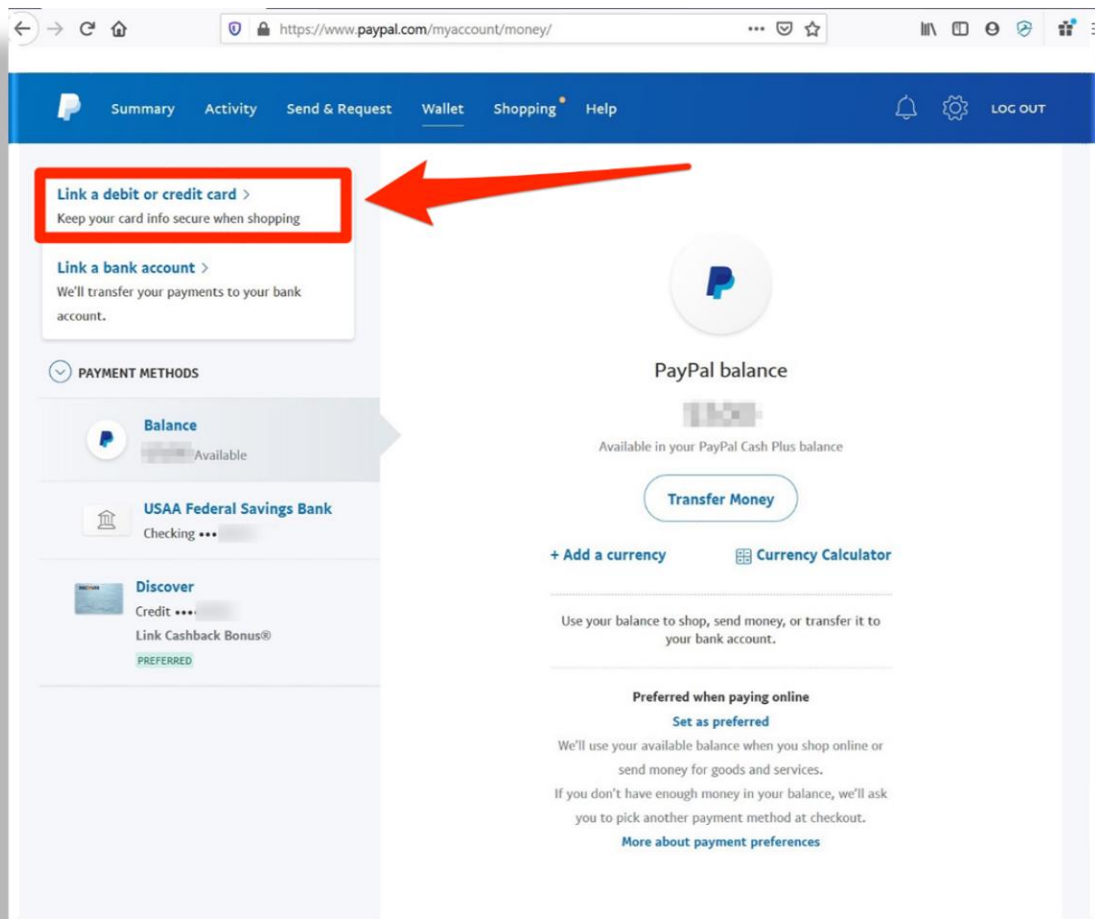 https://www.paypal.com/myaccount/money/
Summary Activity Send & Request Wallet Shopping Help LOG OUT
Link a debit or credit card >
Keep your card info secure when shopping
Link a bank account >
We'll transfer your payments to your bank
account.
PAYMENT METHODS
Balance
Available
USAA Federal Savings Bank
Checking •••
Discover
Credit ••••
Link Cashback Bonus®
PREFERRED
PayPal balance
Available in your PayPal Cash Plus balance
Transfer Money
+ Add a currency Currency Calculator
Use your balance to shop, send money, or transfer it to
your bank account.
Preferred when paying online
Set as preferred
We'll use your available balance when you shop online or
send money for goods and services.
If you don't have enough money in your balance, we'll ask
you to pick another payment method at checkout.
More about payment preferences